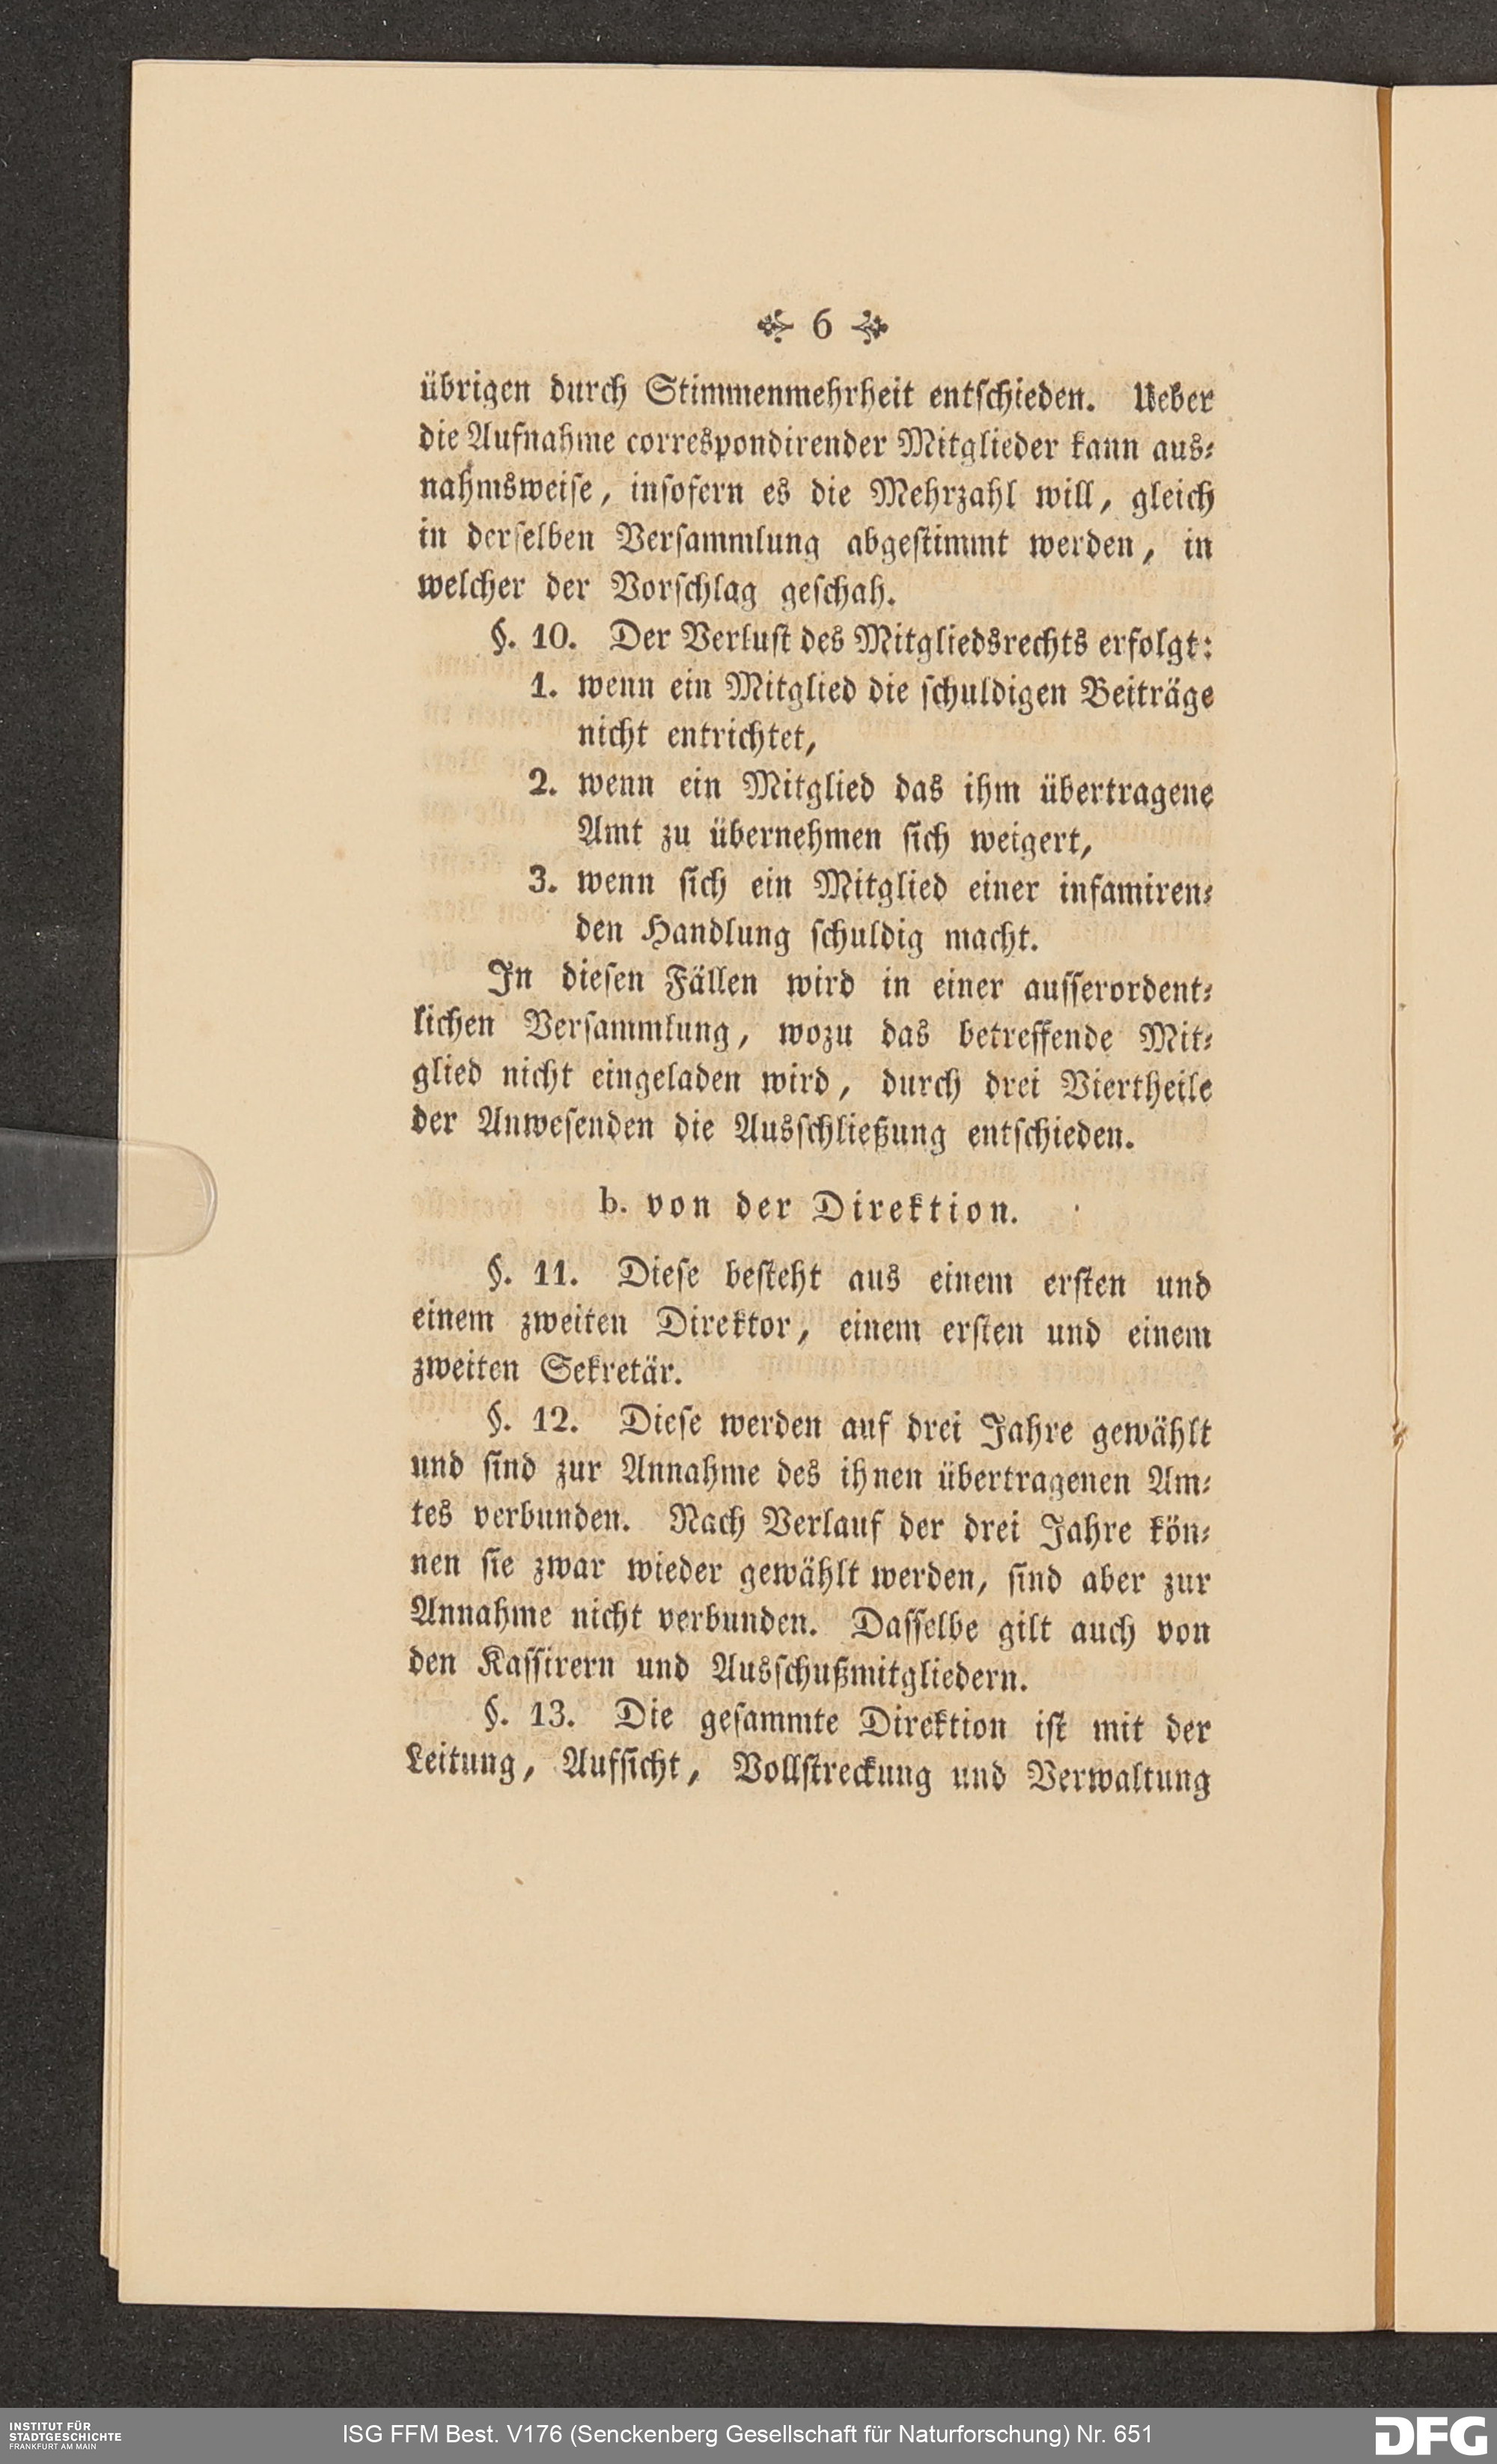 6
übrigen durch Stimmenmehrheit entschieden. Ueber
die Aufnahme correspondirender Mitglieder kann aus⸗
nahmsweise, insofern es die Mehrzahl will, gleich
in derselben Versammlung abgestimmt werden, in
welcher der Vorschlag geschah.
§. 10. Der Verlust des Mitgliedsrechts erfolgt:
1. wenn ein Mitglied die schuldigen Beiträge
nicht entrichtet,
2. wenn ein Mitglied das ihm übertragene
Amt zu übernehmen sich weigert,
3. wenn sich ein Mitglied einer infamiren⸗
den Handlung schuldig macht.
In diesen Fällen wird in einer ausserordent⸗
lichen Versammlung, wozu das betreffende Mit⸗
glied nicht eingeladen wird, durch drei Viertheile
der Anwesenden die Ausschließung entschieden.
b. von der Direktion.
§. 11. Diese besteht aus einem ersten und
einem zweiten Direktor, einem ersten und einem
zweiten Sekretär.
§. 12. Diese werden auf drei Jahre gewählt
und sind zur Annahme des ihnen übertragenen Am⸗
tes verbunden. Nach Verlauf der drei Jahre kön⸗
nen sie zwar wieder gewählt werden, sind aber zur
Annahme nicht verbunden. Dasselbe gilt auch von
den Kassirern und Ausschußmitgliedern.
§. 13. Die gesammte Direktion ist mit der
Leitung, Aufsicht, Vollstreckung und Verwaltung
INSTITUT FÜR
STADTGESCHICHTE
FRANKFURT AM MAIN
ISG FFM Best. V176 (Senckenberg Gesellschaft für Naturforschung) Nr. 651
DFG